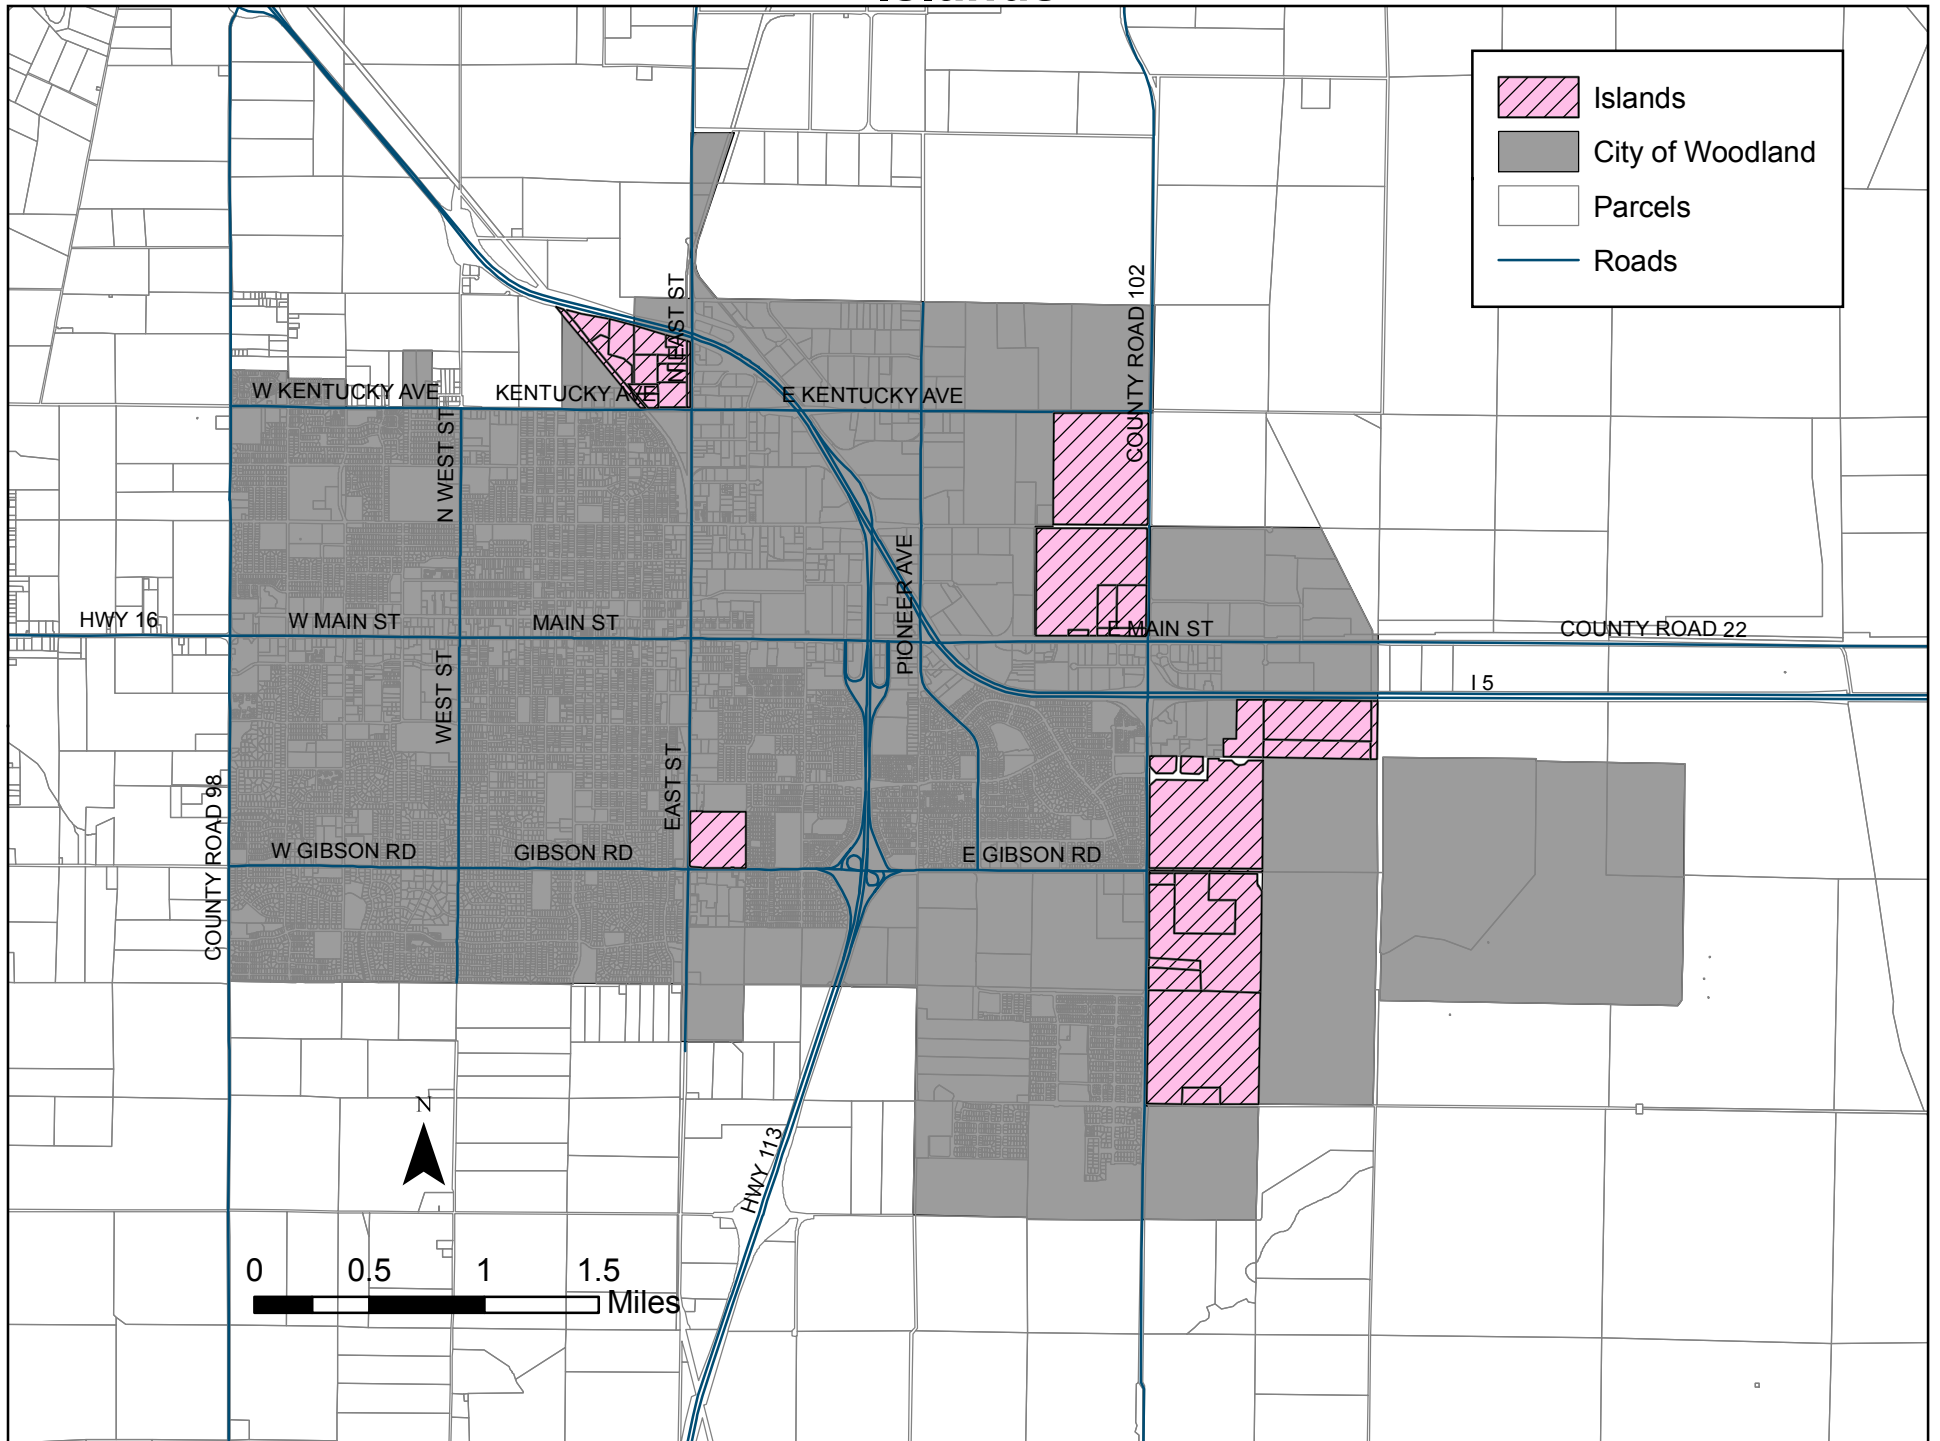 Islands
Islands
City of Woodland
Parcels
Roads
N EAST ST
COUNTY ROAD 102
W KENTUCKY AVE
KENTUCKY AVE
E KENTUCKY AVE
N WEST ST
PIONEER AVE
HWY 16
W MAIN ST
MAIN ST
E MAIN ST
COUNTY ROAD 22
WEST ST
I 5
EAST ST
COUNTY ROAD 98
W GIBSON RD
GIBSON RD
E GIBSON RD
N
HWY 113
0 0.5 1 1.5
Miles